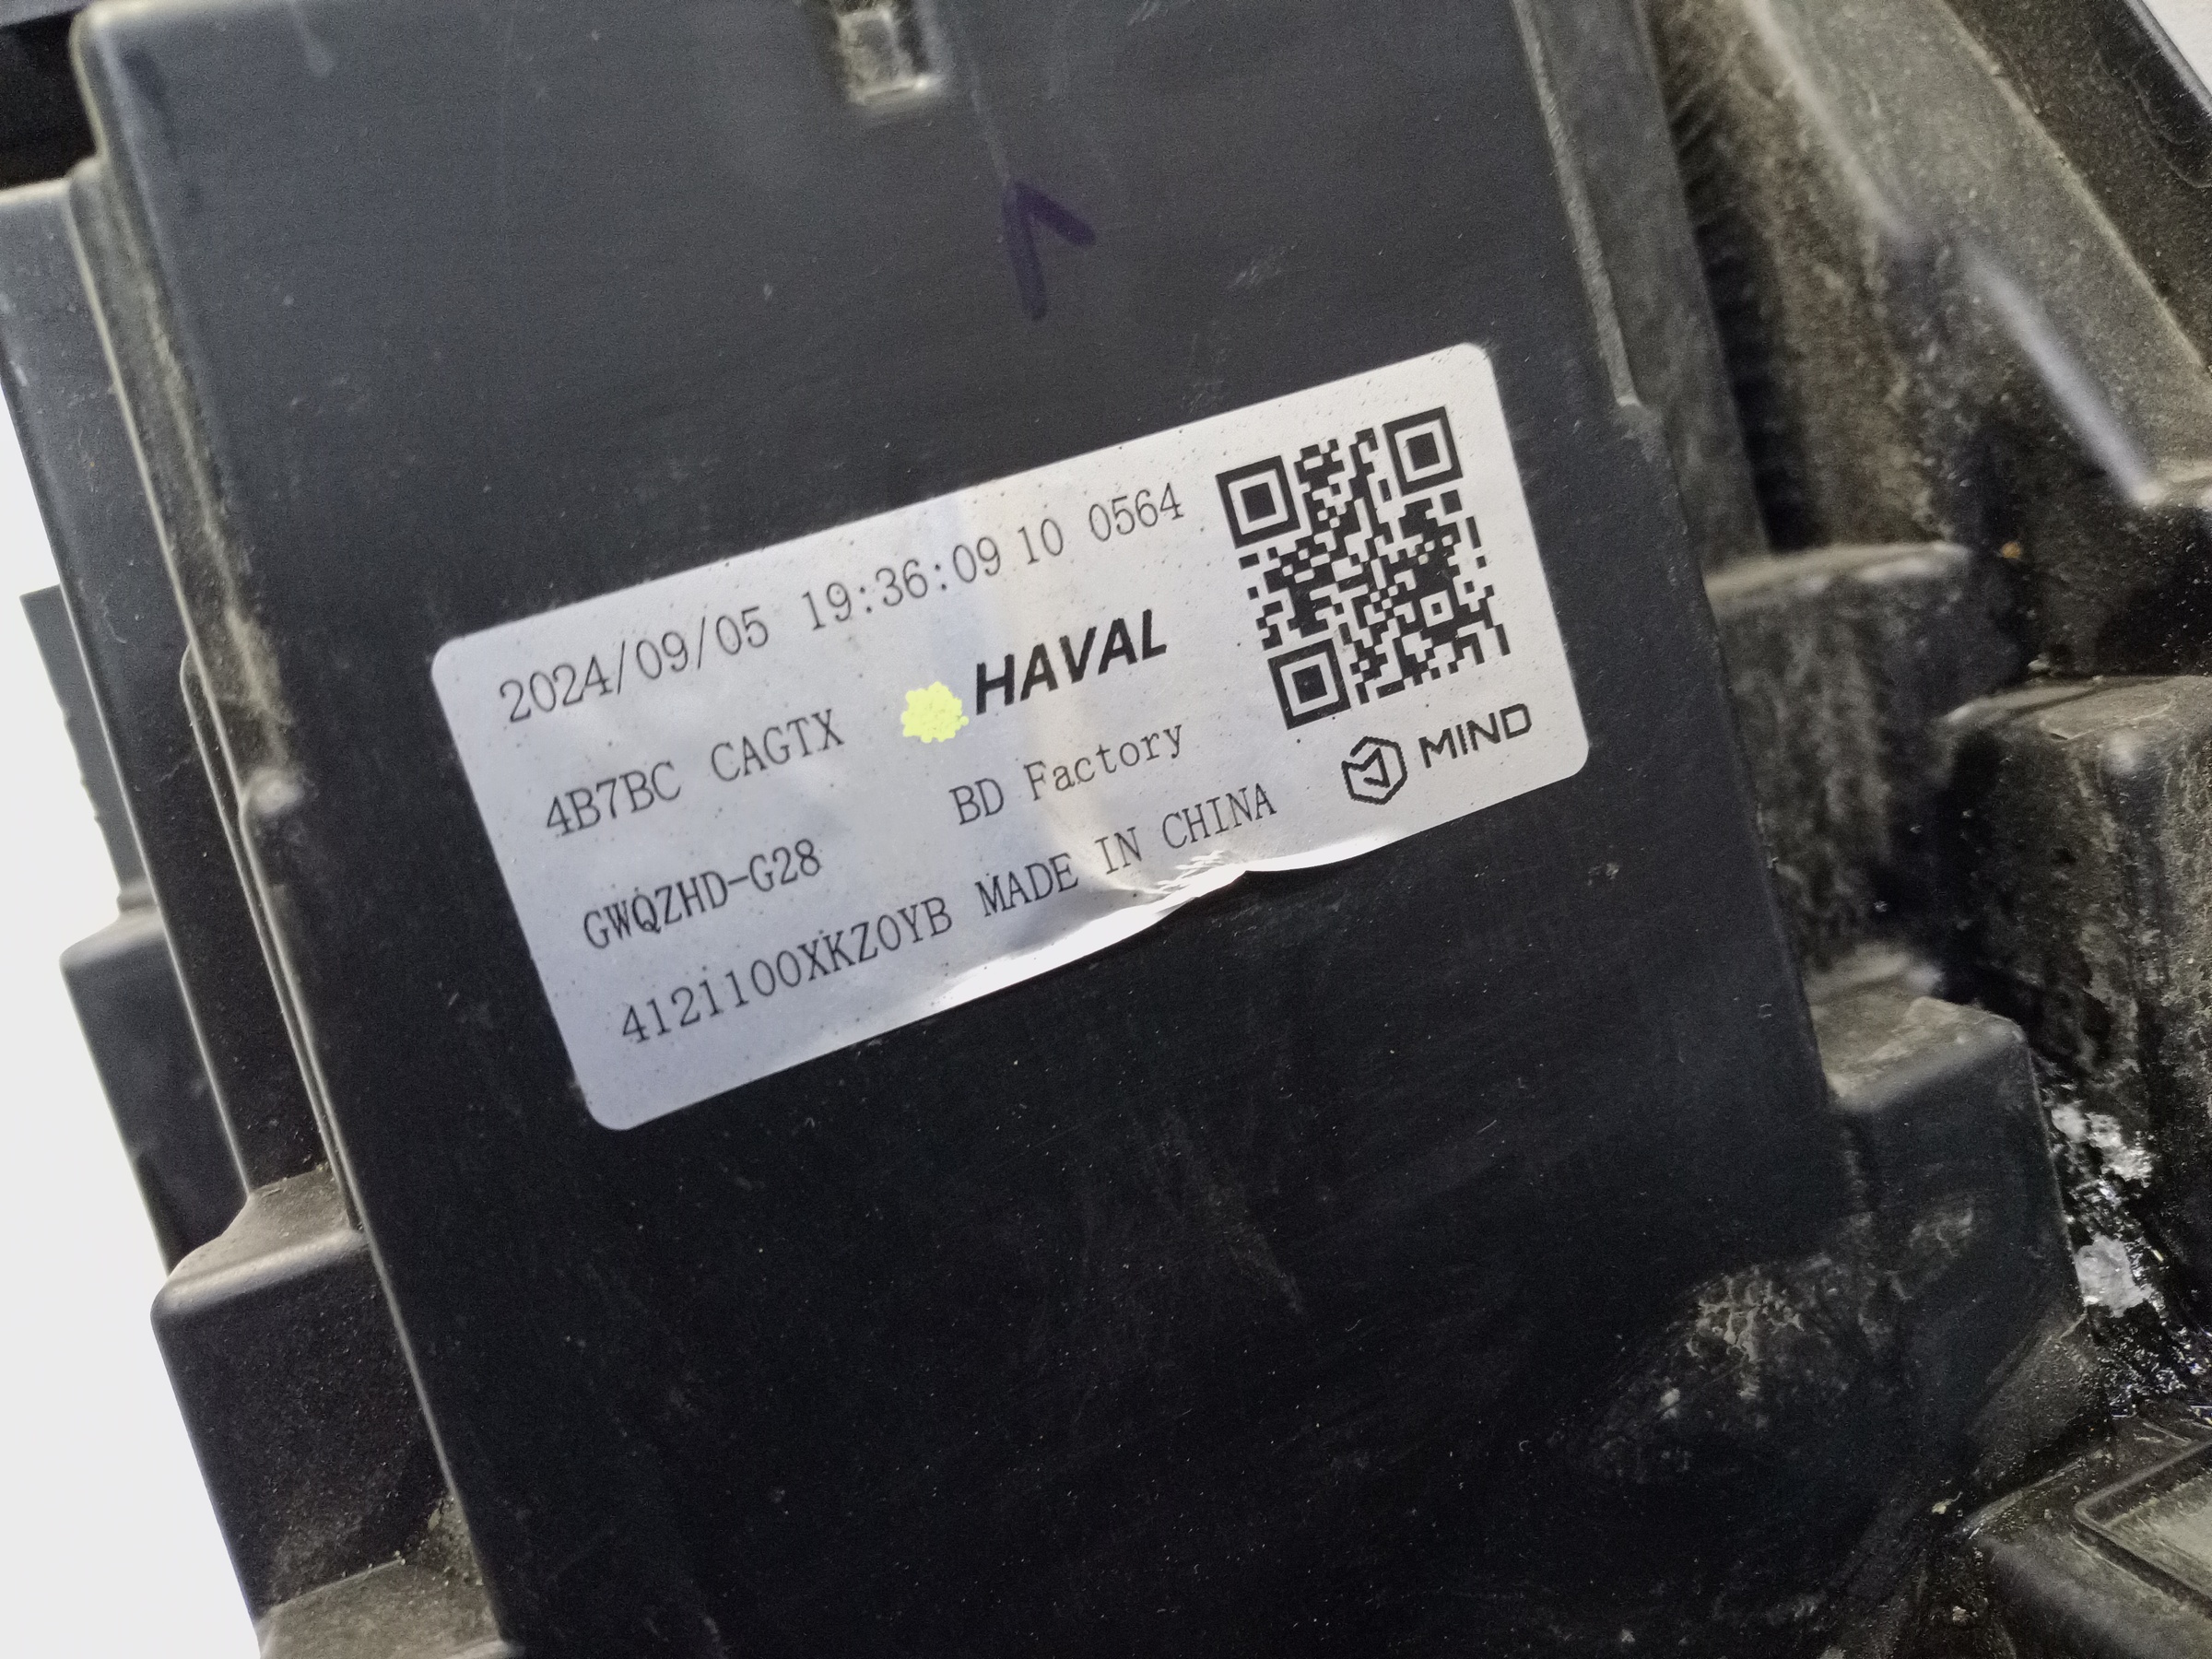 2024/09/05 19:36:09 10 0564
4B7BC CAGTX HAVAL
GWQZHD-G28 BD Factory
4121100XKZ0YB MADE IN CHINA
MIND